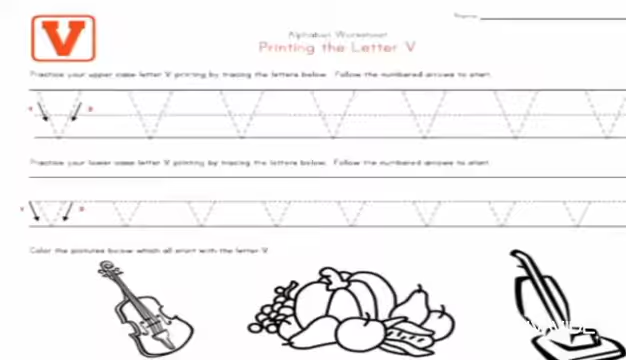 Name
V
Alphabet Worksheet
Printing the Letter V
Practice your upper case letter V printing by tracing the letters below. Follow the numbered arrows to start.
V V V V V V V
Practice your lower case letter V printing by tracing the letters below. Follow the numbered arrows to start.
v v v v v v v v
Color the pictures below which all start with the letter V.